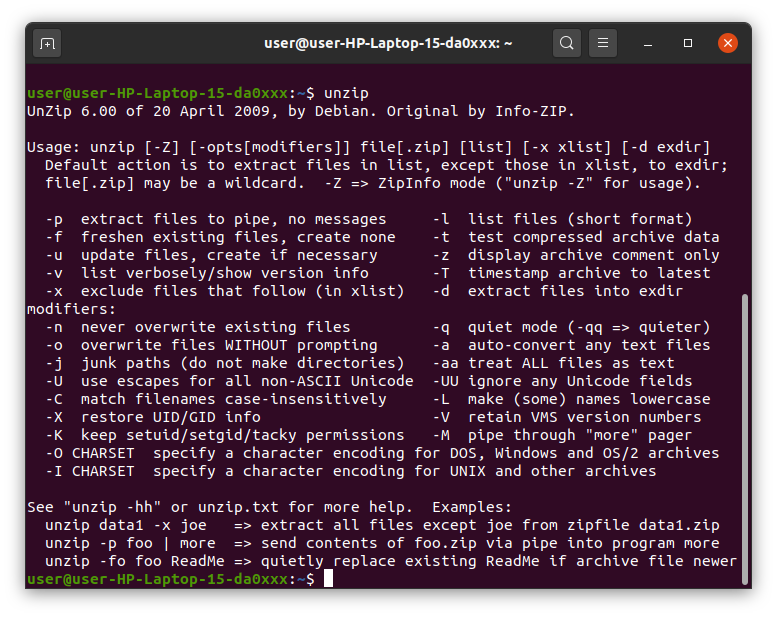 user@user-HP-Laptop-15-da0xxx: ~
user@user-HP-Laptop-15-da0xxx:~$ unzip
UnZip 6.00 of 20 April 2009, by Debian. Original by Info-ZIP.
Usage: unzip [-Z] [-opts[modifiers]] file[.zip] [list] [-x xlist] [-d exdir]
  Default action is to extract files in list, except those in xlist, to exdir;
  file[.zip] may be a wildcard.  -Z => ZipInfo mode ("unzip -Z" for usage).
  -p  extract files to pipe, no messages     -l  list files (short format)
  -f  freshen existing files, create none    -t  test compressed archive data
  -u  update files, create if necessary      -z  display archive comment only
  -v  list verbosely/show version info       -T  timestamp archive to latest
  -x  exclude files that follow (in xlist)   -d  extract files into exdir
modifiers:
  -n  never overwrite existing files         -q  quiet mode (-qq => quieter)
  -o  overwrite files WITHOUT prompting      -a  auto-convert any text files
  -j  junk paths (do not make directories)   -aa treat ALL files as text
  -U  use escapes for all non-ASCII Unicode  -UU ignore any Unicode fields
  -C  match filenames case-insensitively     -L  make (some) names lowercase
  -X  restore UID/GID info                   -V  retain VMS version numbers
  -K  keep setuid/setgid/tacky permissions   -M  pipe through "more" pager
  -O CHARSET  specify a character encoding for DOS, Windows and OS/2 archives
  -I CHARSET  specify a character encoding for UNIX and other archives
See "unzip -hh" or unzip.txt for more help.  Examples:
  unzip data1 -x joe   => extract all files except joe from zipfile data1.zip
  unzip -p foo | more  => send contents of foo.zip via pipe into program more
  unzip -fo foo ReadMe => quietly replace existing ReadMe if archive file newer
user@user-HP-Laptop-15-da0xxx:~$